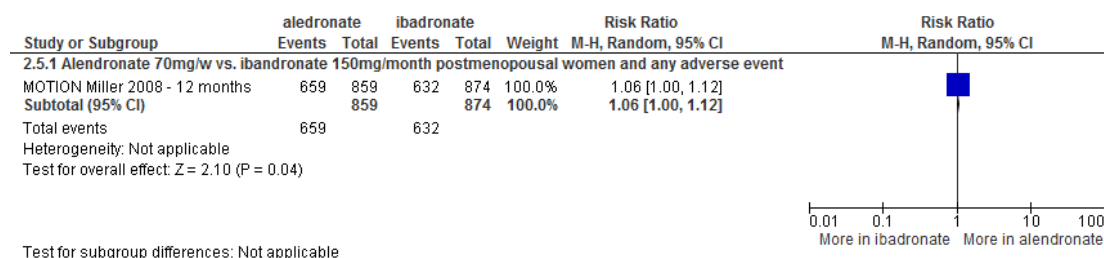 aledronate ibadronate Risk Ratio Risk Ratio
Study or Subgroup Events Total Events Total Weight M-H, Random, 95% CI M-H, Random, 95% CI
2.5.1 Alendronate 70mg/w vs. ibandronate 150mg/month postmenopousal women and any adverse event
MOTION Miller 2008 - 12 months 659 859 632 874 100.0% 1.06 [1.00, 1.12]
Subtotal (95% CI) 859 874 100.0% 1.06 [1.00, 1.12]
Total events 659 632
Heterogeneity: Not applicable
Test for overall effect: Z = 2.10 (P = 0.04)
0.01 0.1 1 10 100
More in ibadronate More in alendronate
Test for subgroup differences: Not applicable